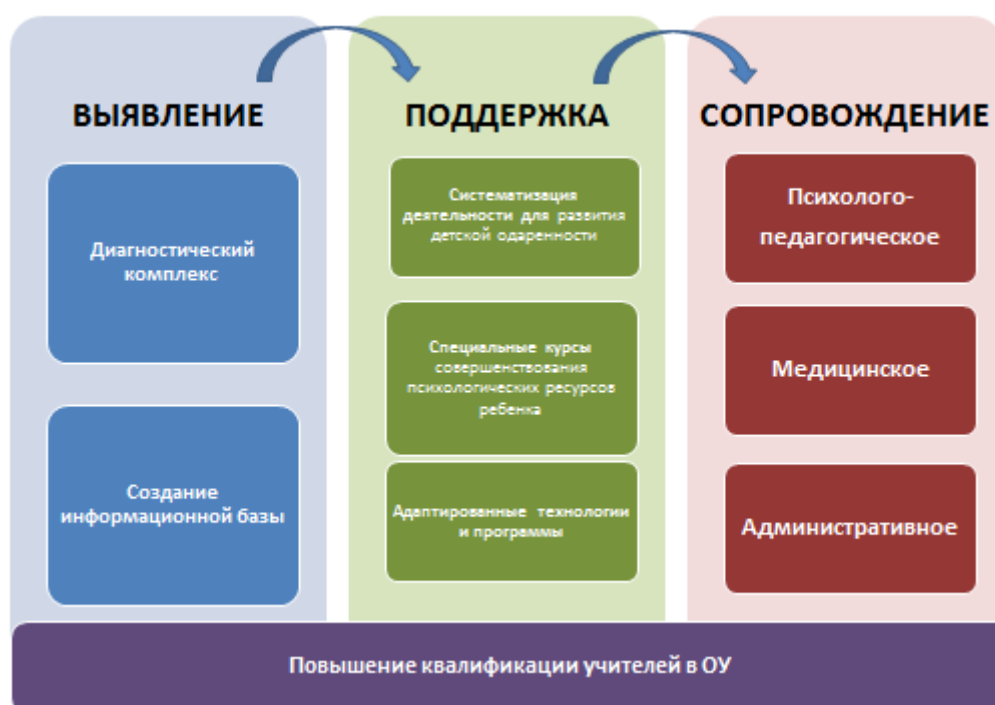 ВЫЯВЛЕНИЕ
Диагностический
комплекс
Создание
информационной базы
ПОДДЕРЖКА
Систематизация
деятельности для развития
детской одаренности
Специальные курсы
совершенствования
психологических ресурсов
ребенка
Адаптированные технологии
и программы
СОПРОВОЖДЕНИЕ
Психолого-
педагогическое
Медицинское
Административное
Повышение квалификации учителей в ОУ